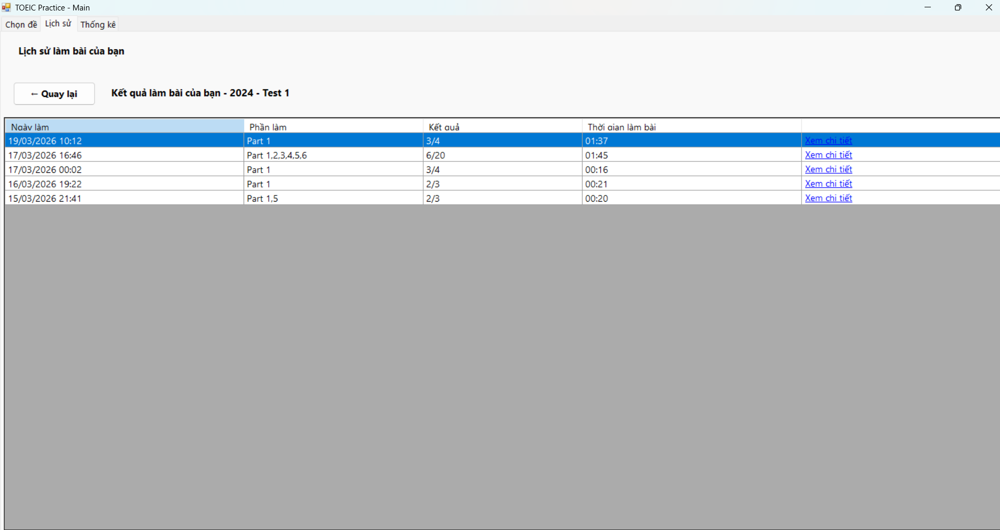 TOEIC Practice - Main
Chọn đề Lịch sử Thống kê
Lịch sử làm bài của bạn
← Quay lại Kết quả làm bài của bạn - 2024 - Test 1
Ngày làm Phần làm Kết quả Thời gian làm bài
19/03/2026 10:12 Part 1 3/4 01:37 Xem chi tiết
17/03/2026 16:46 Part 1,2,3,4,5,6 6/20 01:45 Xem chi tiết
17/03/2026 00:02 Part 1 3/4 00:16 Xem chi tiết
16/03/2026 19:22 Part 1 2/3 00:21 Xem chi tiết
15/03/2026 21:41 Part 1,5 2/3 00:20 Xem chi tiết